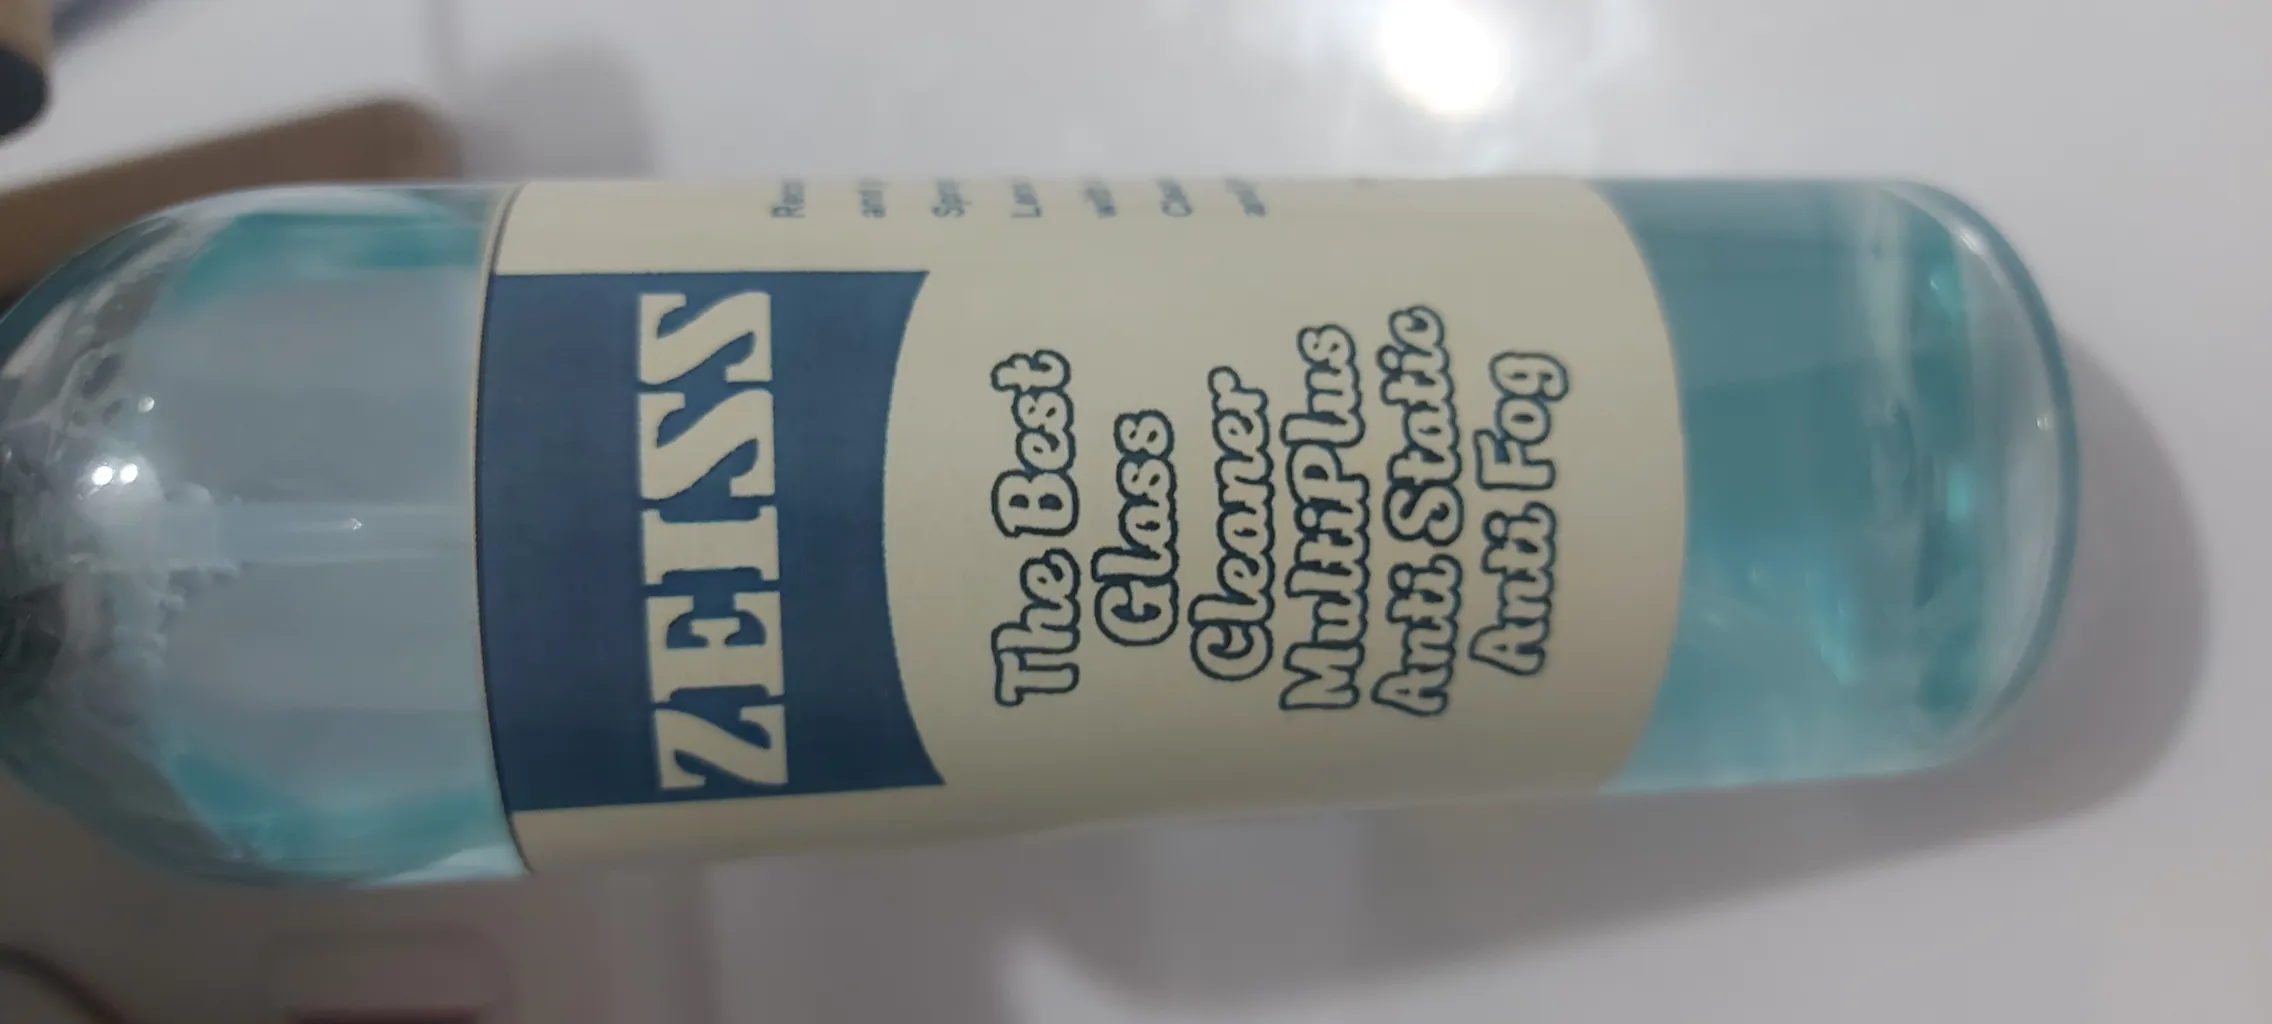 ZEISS
The Best
Glass
Cleaner
MultiPlus
Anti Static
Anti Fog